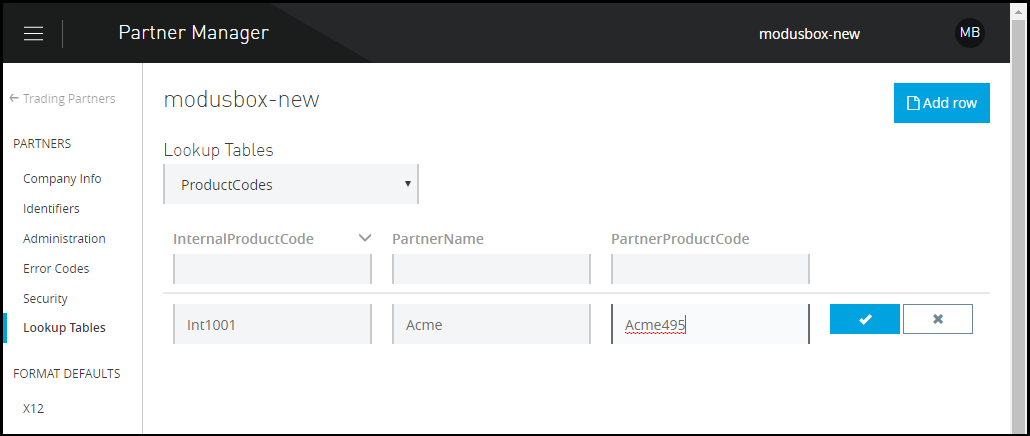 Partner Manager
modusbox-new
MB
Trading Partners
modusbox-new
Add row
PARTNERS
Lookup Tables
Company Info
ProductCodes
Identifiers
Administration
InternalProductCode
PartnerName
PartnerProductCode
Error Codes
Security
Lookup Tables
Int1001
Acme
Acme495
FORMAT DEFAULTS
X12